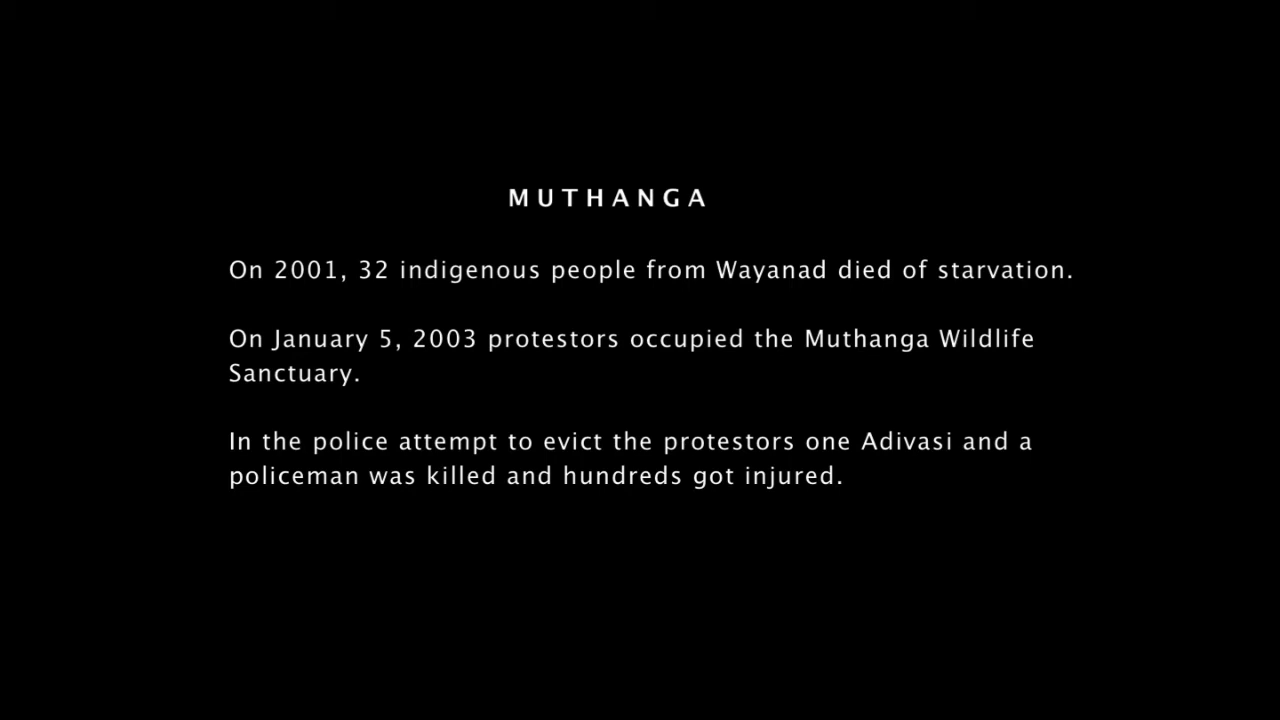 MUTHANGA
On 2001, 32 indigenous people from Wayanad died of starvation.
On January 5, 2003 protestors occupied the Muthanga Wildlife
Sanctuary.
In the police attempt to evict the protestors one Adivasi and a
policeman was killed and hundreds got injured.